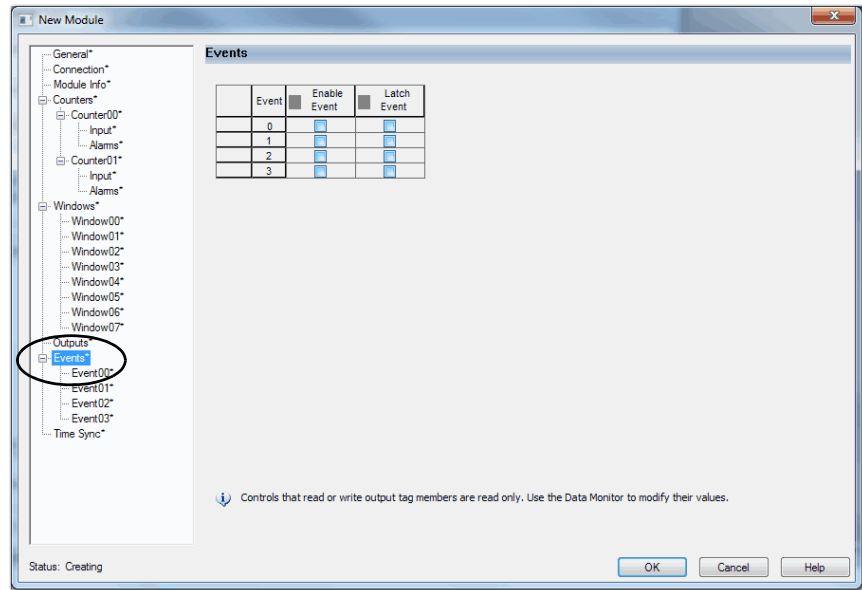 New Module
General*
Connection*
Module Info*
Counters*
Counter00*
Input*
Alarms*
Counter01*
Input*
Alarms*
Windows*
Window00*
Window01*
Window02*
Window03*
Window04*
Window05*
Window06*
Window07*
Outputs*
Events*
Event00*
Event01*
Event02*
Event03*
Time Sync*
Events
Event Enable Event Latch Event
0
1
2
3
Controls that read or write output tag members are read only. Use the Data Monitor to modify their values.
Status: Creating
OK Cancel Help